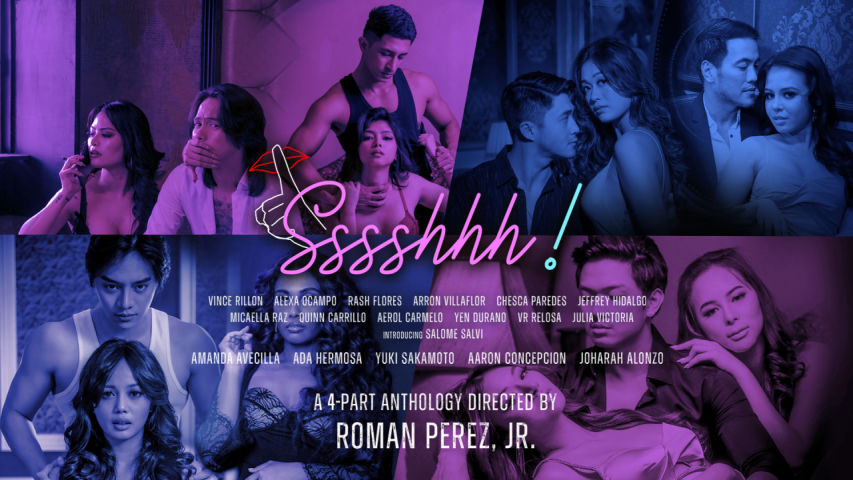 Sssshhh!
VINCE RILLON ALEXA OCAMPO RASH FLORES ARRON VILLAFLOR CHESCA PAREDES JEFFREY HIDALGO
MICAELLA RAZ QUINN CARRILLO AEROL CARMELO YEN DURANO VR RELOSA JULIA VICTORIA
INTRODUCING SALOME SALVI
AMANDA AVECILLA ADA HERMOSA YUKI SAKAMOTO AARON CONCEPCION JOHARAH ALONZO
A 4-PART ANTHOLOGY DIRECTED BY
ROMAN PEREZ, JR.